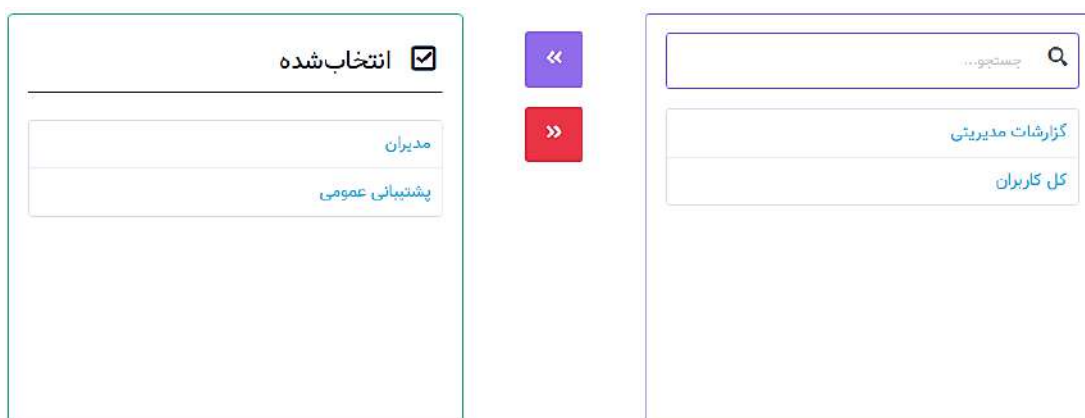 جستجو...
گزارشات مدیریتی
کل کاربران
«
»
انتخاب‌شده
مدیران
پشتیبانی عمومی